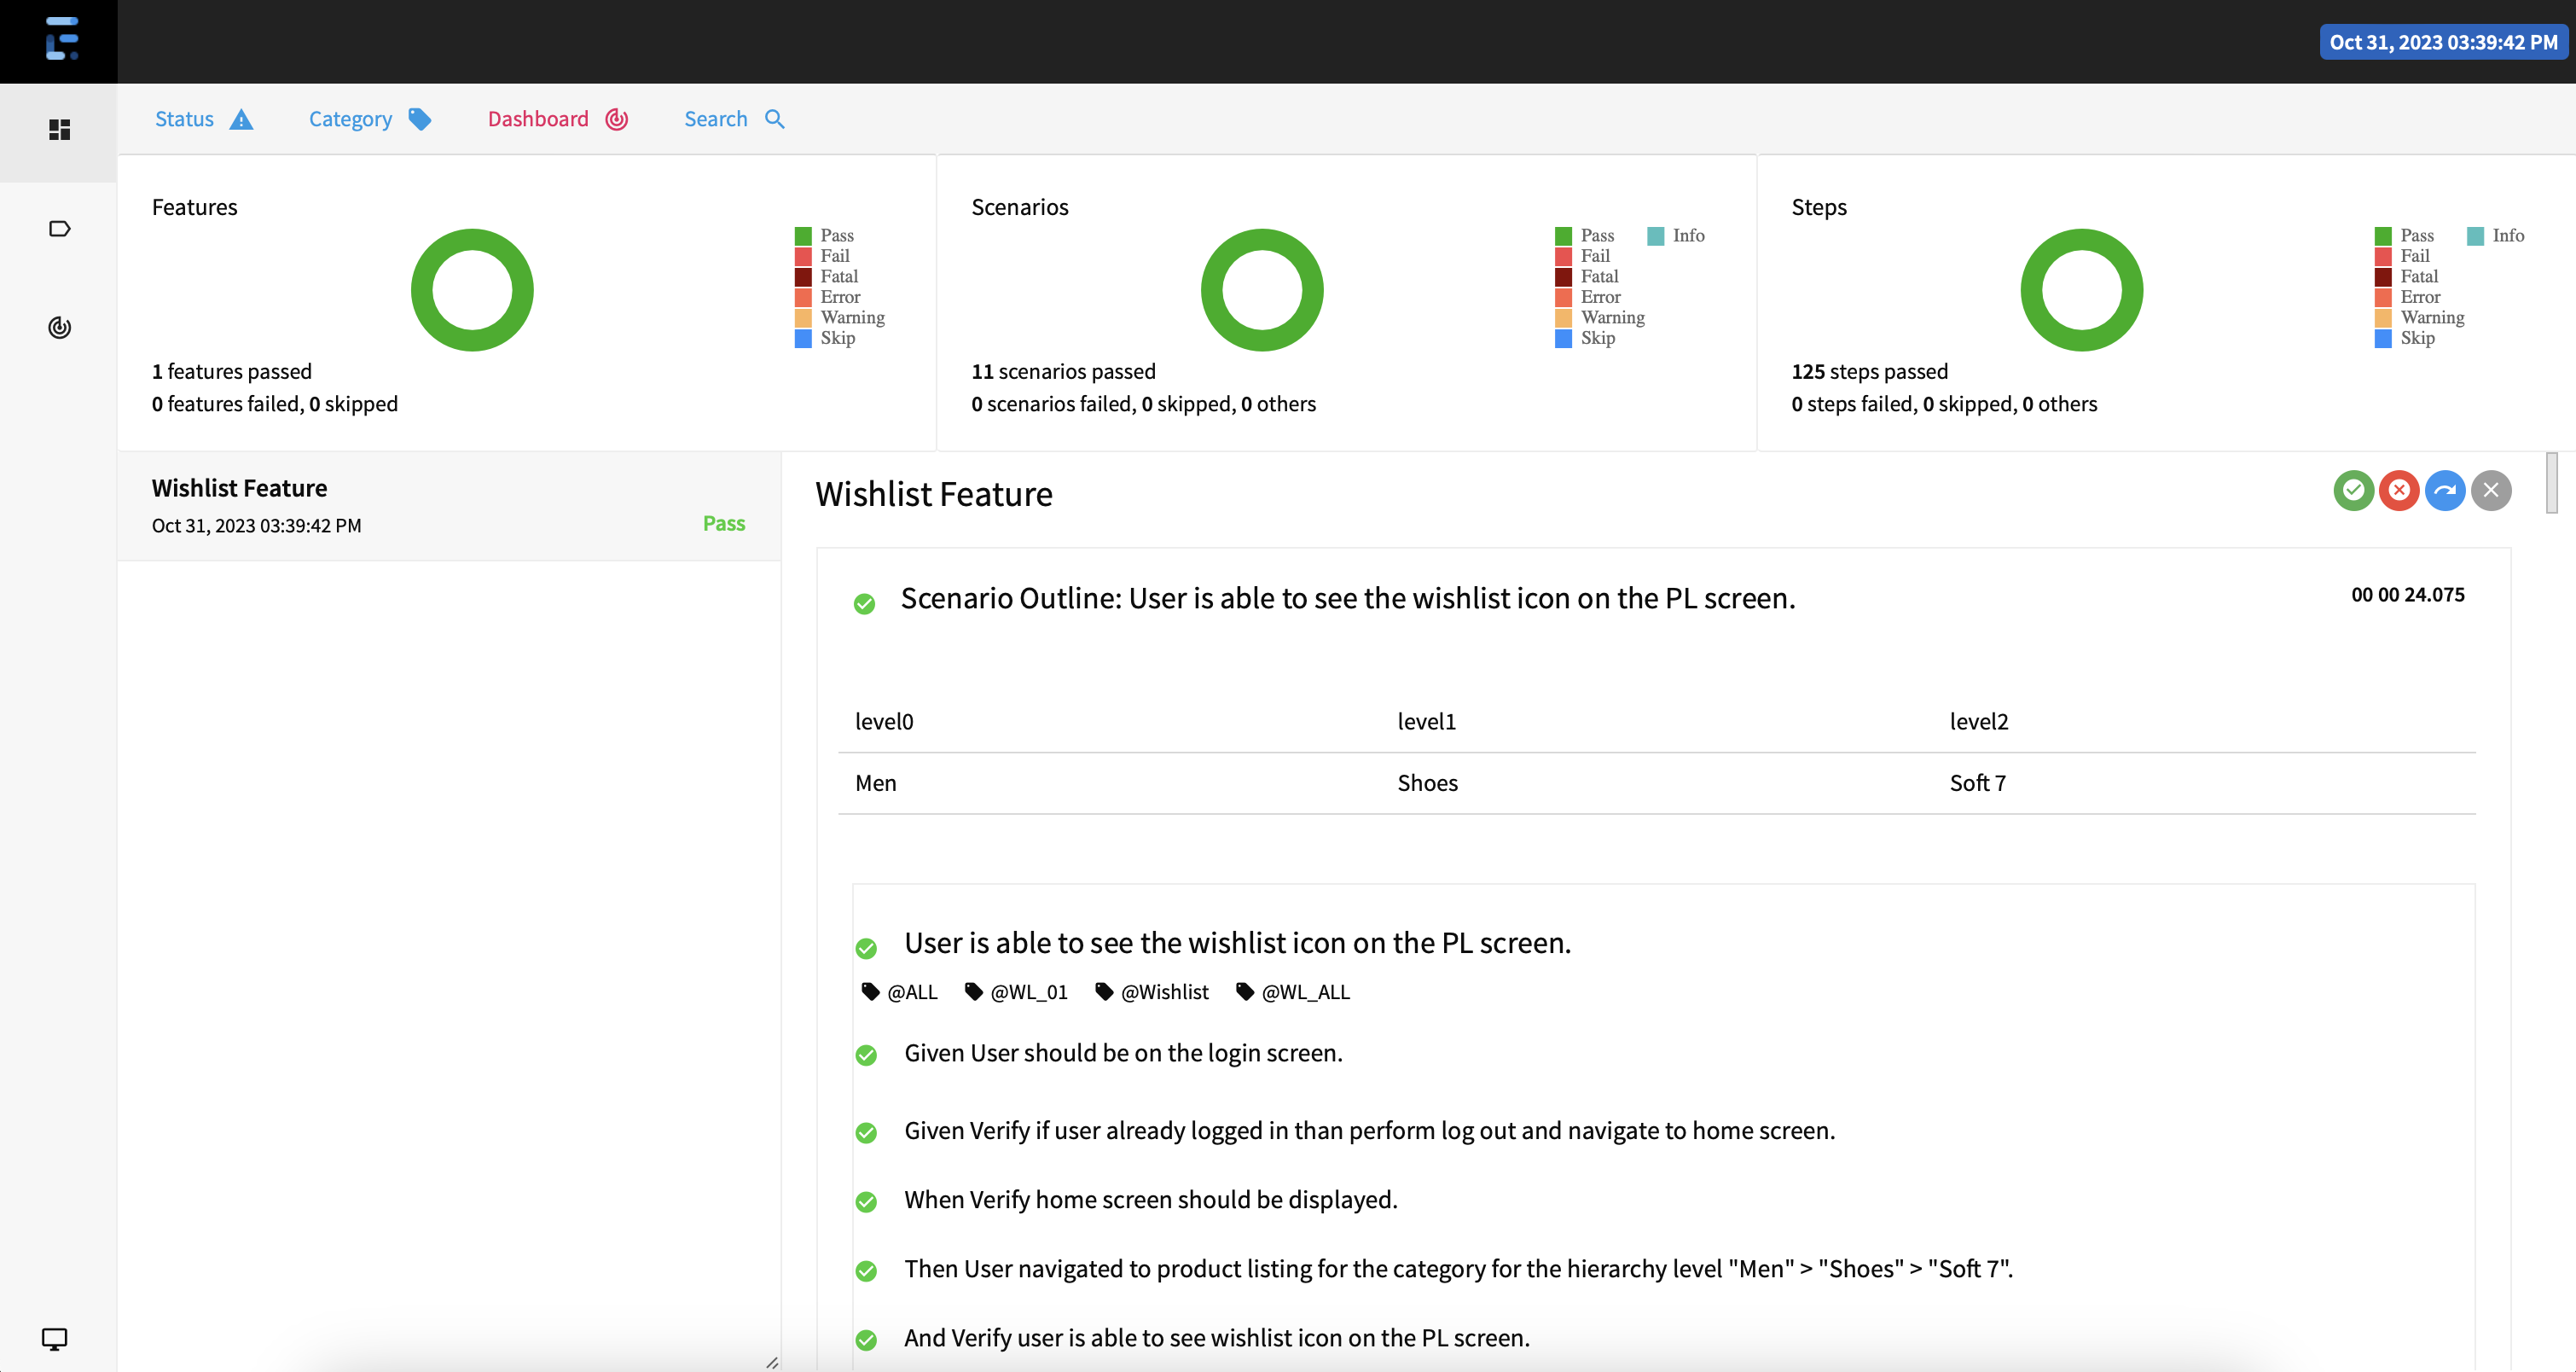 Oct 31, 2023 03:39:42 PM
Status
Category
Dashboard
Search
Features
Pass
Fail
Fatal
Error
Warning
Skip
1 features passed
0 features failed, 0 skipped
Scenarios
Pass
Info
Fail
Fatal
Error
Warning
Skip
11 scenarios passed
0 scenarios failed, 0 skipped, 0 others
Steps
Pass
Info
Fail
Fatal
Error
Warning
Skip
125 steps passed
0 steps failed, 0 skipped, 0 others
Wishlist Feature
Oct 31, 2023 03:39:42 PM
Pass
Wishlist Feature
Scenario Outline: User is able to see the wishlist icon on the PL screen.
00 00 24.075
level0 level1 level2
Men Shoes Soft 7
User is able to see the wishlist icon on the PL screen.
@ALL @WL_01 @Wishlist @WL_ALL
Given User should be on the login screen.
Given Verify if user already logged in than perform log out and navigate to home screen.
When Verify home screen should be displayed.
Then User navigated to product listing for the category for the hierarchy level "Men" > "Shoes" > "Soft 7".
And Verify user is able to see wishlist icon on the PL screen.